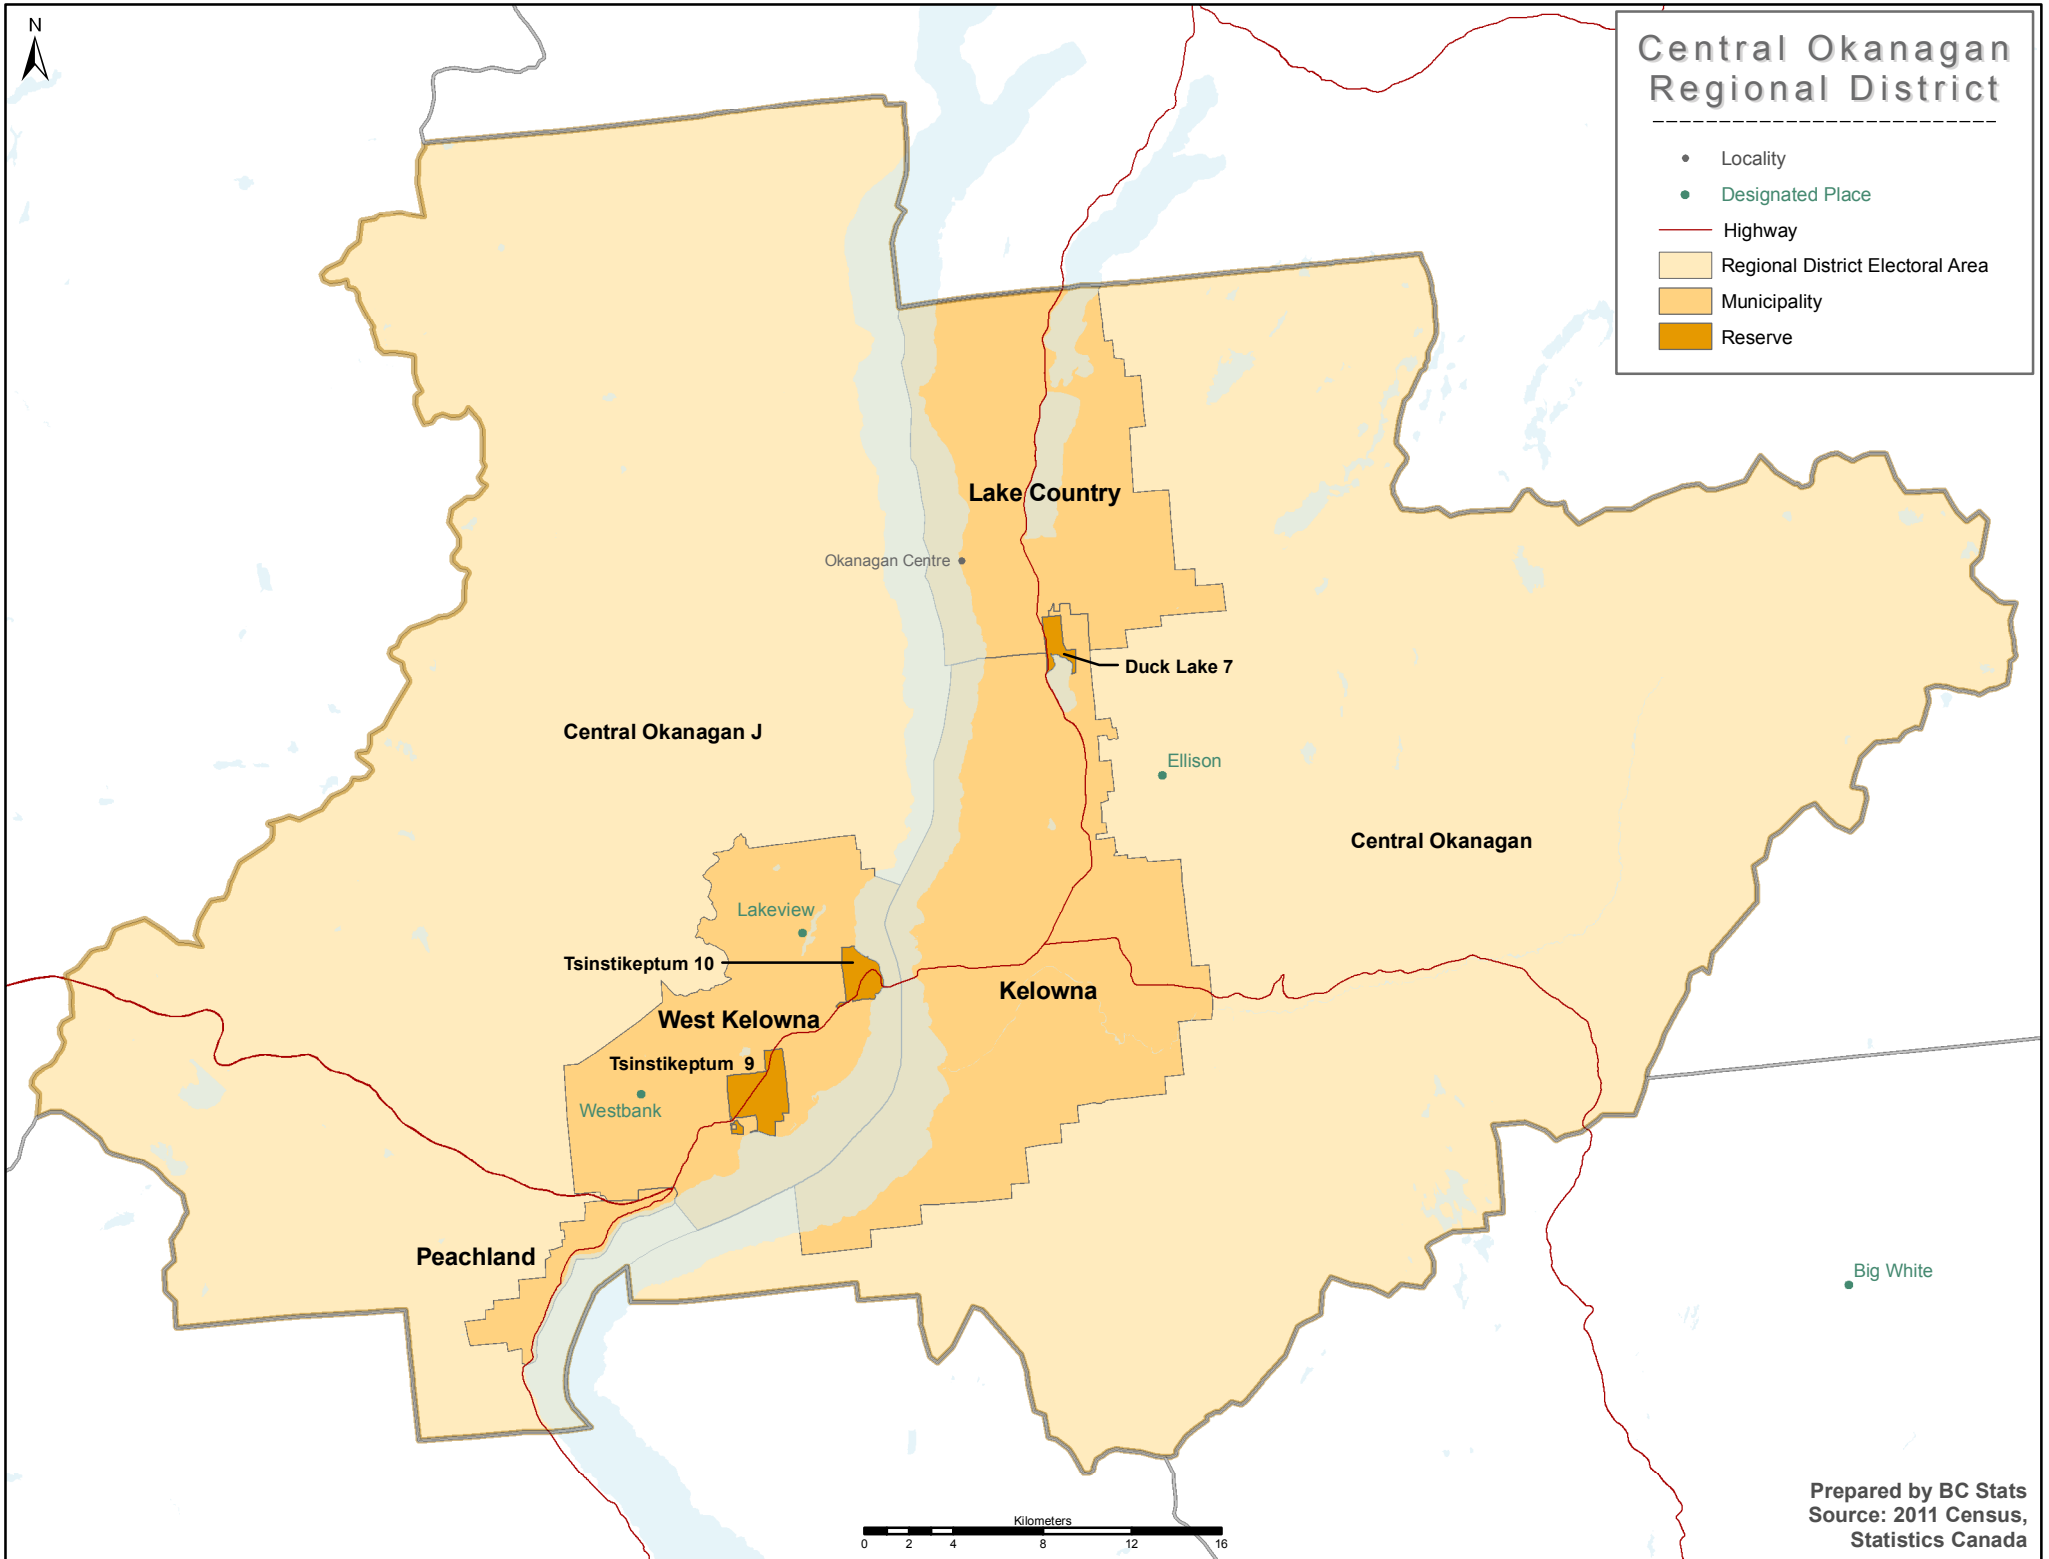 N
Central Okanagan
Regional District
Locality
Designated Place
Highway
Regional District Electoral Area
Municipality
Reserve
Lake Country
Okanagan Centre
Duck Lake 7
Central Okanagan J
Ellison
Central Okanagan
Lakeview
Tsinstikeptum 10
Kelowna
West Kelowna
Tsinstikeptum 9
Westbank
Peachland
Big White
Kilometers
0 2 4 8 12 16
Prepared by BC Stats
Source: 2011 Census,
Statistics Canada